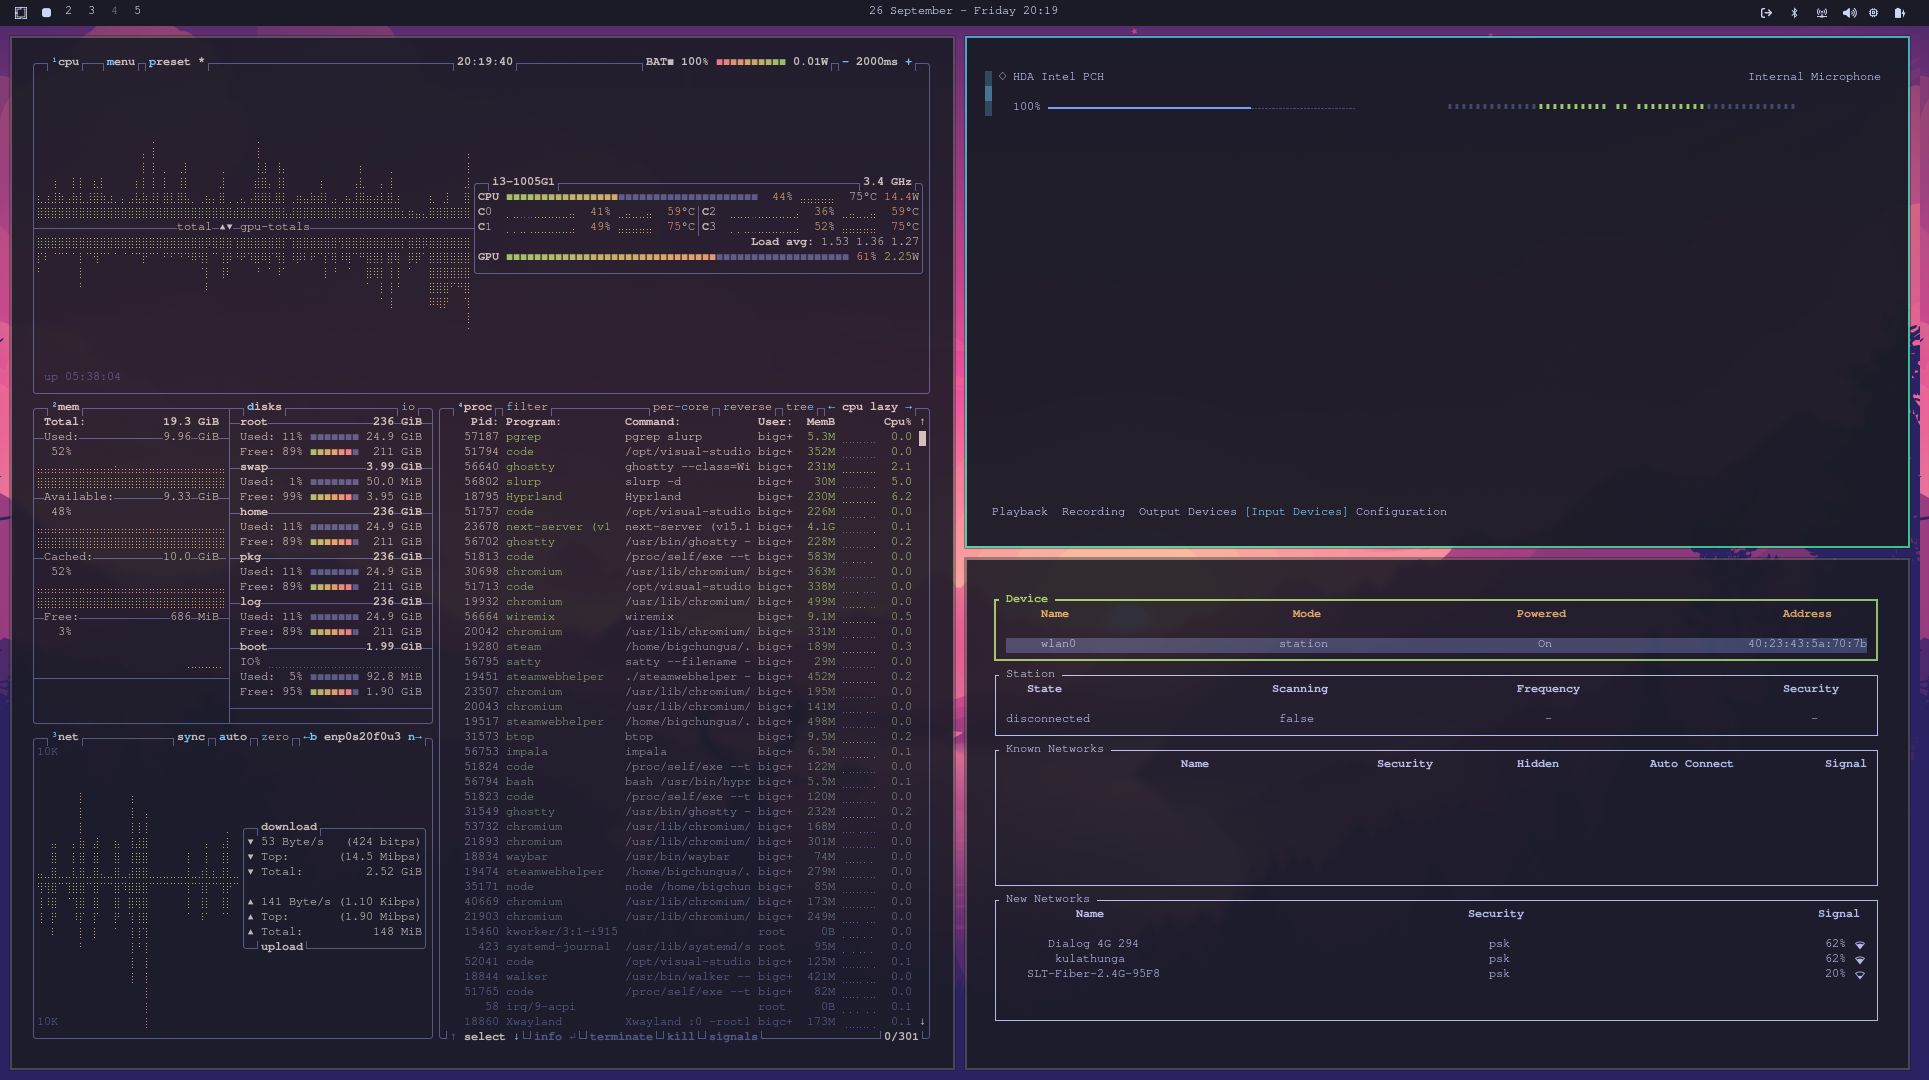 2 3 4 5
26 September - Friday 20:19
¹cpu menu preset * 20:19:40 BAT■ 100% 0.01W - 2000ms +
i3-1005G1 3.4 GHz
CPU 44% 75°C 14.4W
C0 41% 59°C C2 36% 59°C
C1 49% 75°C C3 52% 75°C
total ▲▼ gpu-totals
Load avg: 1.53 1.36 1.27
GPU 61% 2.25W
up 05:38:04
²mem
Total: 19.3 GiB
Used: 9.96 GiB
52%
Available: 9.33 GiB
48%
Cached: 10.0 GiB
52%
Free: 686 MiB
3%
disks io
root 236 GiB
Used: 11% 24.9 GiB
Free: 89% 211 GiB
swap 3.99 GiB
Used: 1% 50.0 MiB
Free: 99% 3.95 GiB
home 236 GiB
Used: 11% 24.9 GiB
Free: 89% 211 GiB
pkg 236 GiB
Used: 11% 24.9 GiB
Free: 89% 211 GiB
log 236 GiB
Used: 11% 24.9 GiB
Free: 89% 211 GiB
boot 1.99 GiB
IO%
Used: 5% 92.8 MiB
Free: 95% 1.90 GiB
³net sync auto zero ←b enp0s20f0u3 n→
10K
download
▼ 53 Byte/s (424 bitps)
▼ Top: (14.5 Mibps)
▼ Total: 2.52 GiB
▲ 141 Byte/s (1.10 Kibps)
▲ Top: (1.90 Mibps)
▲ Total: 148 MiB
upload
10K
⁴proc filter per-core reverse tree ← cpu lazy →
Pid: Program: Command: User: MemB Cpu% ↑
57187 pgrep pgrep slurp bigc+ 5.3M 0.0
51794 code /opt/visual-studio bigc+ 352M 0.0
56640 ghostty ghostty --class=Wi bigc+ 231M 2.1
56802 slurp slurp -d bigc+ 30M 5.0
18795 Hyprland Hyprland bigc+ 230M 6.2
51757 code /opt/visual-studio bigc+ 226M 0.0
23678 next-server (v1 next-server (v15.1 bigc+ 4.1G 0.1
56702 ghostty /usr/bin/ghostty - bigc+ 228M 0.2
51813 code /proc/self/exe --t bigc+ 583M 0.0
30698 chromium /usr/lib/chromium/ bigc+ 363M 0.0
51713 code /opt/visual-studio bigc+ 338M 0.0
19932 chromium /usr/lib/chromium/ bigc+ 499M 0.0
56664 wiremix wiremix bigc+ 9.1M 0.5
20042 chromium /usr/lib/chromium/ bigc+ 331M 0.0
19280 steam /home/bigchungus/. bigc+ 189M 0.3
56795 satty satty --filename - bigc+ 29M 0.0
19451 steamwebhelper ./steamwebhelper - bigc+ 452M 0.2
23507 chromium /usr/lib/chromium/ bigc+ 195M 0.0
20043 chromium /usr/lib/chromium/ bigc+ 141M 0.0
19517 steamwebhelper /home/bigchungus/. bigc+ 498M 0.0
31573 btop btop bigc+ 9.5M 0.2
56753 impala impala bigc+ 6.5M 0.1
51824 code /proc/self/exe --t bigc+ 122M 0.0
56794 bash bash /usr/bin/hypr bigc+ 5.5M 0.1
51823 code /proc/self/exe --t bigc+ 120M 0.0
31549 ghostty /usr/bin/ghostty - bigc+ 232M 0.2
53732 chromium /usr/lib/chromium/ bigc+ 168M 0.0
21893 chromium /usr/lib/chromium/ bigc+ 301M 0.0
18834 waybar /usr/bin/waybar bigc+ 74M 0.0
19474 steamwebhelper /home/bigchungus/. bigc+ 279M 0.0
35171 node node /home/bigchun bigc+ 85M 0.0
40669 chromium /usr/lib/chromium/ bigc+ 173M 0.0
21903 chromium /usr/lib/chromium/ bigc+ 249M 0.0
15460 kworker/3:1-i915 root 0B 0.0
423 systemd-journal /usr/lib/systemd/s root 95M 0.0
52041 code /opt/visual-studio bigc+ 125M 0.1
18844 walker /usr/bin/walker -- bigc+ 421M 0.0
51765 code /proc/self/exe --t bigc+ 82M 0.0
58 irq/9-acpi root 0B 0.1
18860 Xwayland Xwayland :0 -rootl bigc+ 173M 0.1 ↓
↑ select ↓ info ↵ terminate kill signals 0/301
◇ HDA Intel PCH Internal Microphone
100%
Playback Recording Output Devices [Input Devices] Configuration
Device
Name Mode Powered Address
wlan0 station On 40:23:43:5a:70:7b
Station
State Scanning Frequency Security
disconnected false - -
Known Networks
Name Security Hidden Auto Connect Signal
New Networks
Name Security Signal
Dialog 4G 294 psk 62%
kulathunga psk 62%
SLT-Fiber-2.4G-95F8 psk 20%